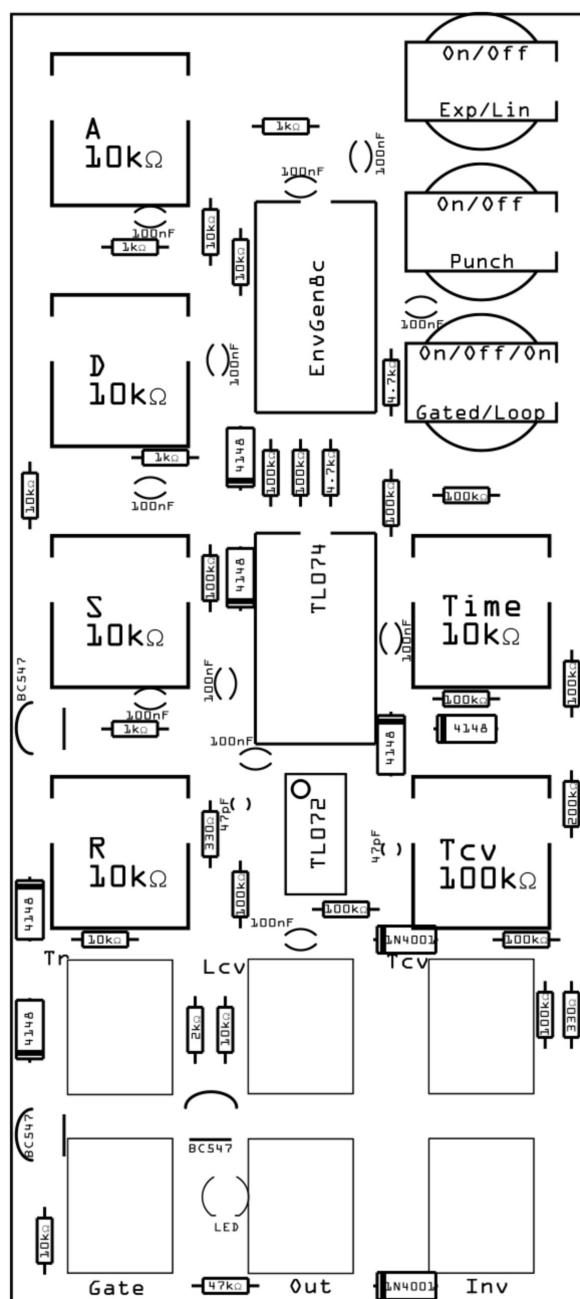 On/Off
Exp/Lin
A
10kΩ
1kΩ
100nF
100nF
On/Off
Punch
100nF
1kΩ
10kΩ
10kΩ
EnvGen8c
100nF
On/Off/On
Gated/Loop
D
10kΩ
100nF
4.7kΩ
1kΩ
4148
100kΩ
100kΩ
4.7kΩ
10kΩ
100nF
100kΩ
100kΩ
S
10kΩ
100kΩ
4148
TL074
Time
10kΩ
100nF
BC547
100nF
100nF
1kΩ
100kΩ
100kΩ
4148
4148
100nF
R
10kΩ
330Ω
47pF
TL072
47pF
Tcv
100kΩ
200kΩ
4148
100kΩ
100kΩ
10kΩ
100nF
1N4001
100kΩ
Tn
Lcv
Tcv
4148
2kΩ
10kΩ
100kΩ
330Ω
BC547
BC547
LED
10kΩ
Gate
47kΩ
Out
1N4001
Inv